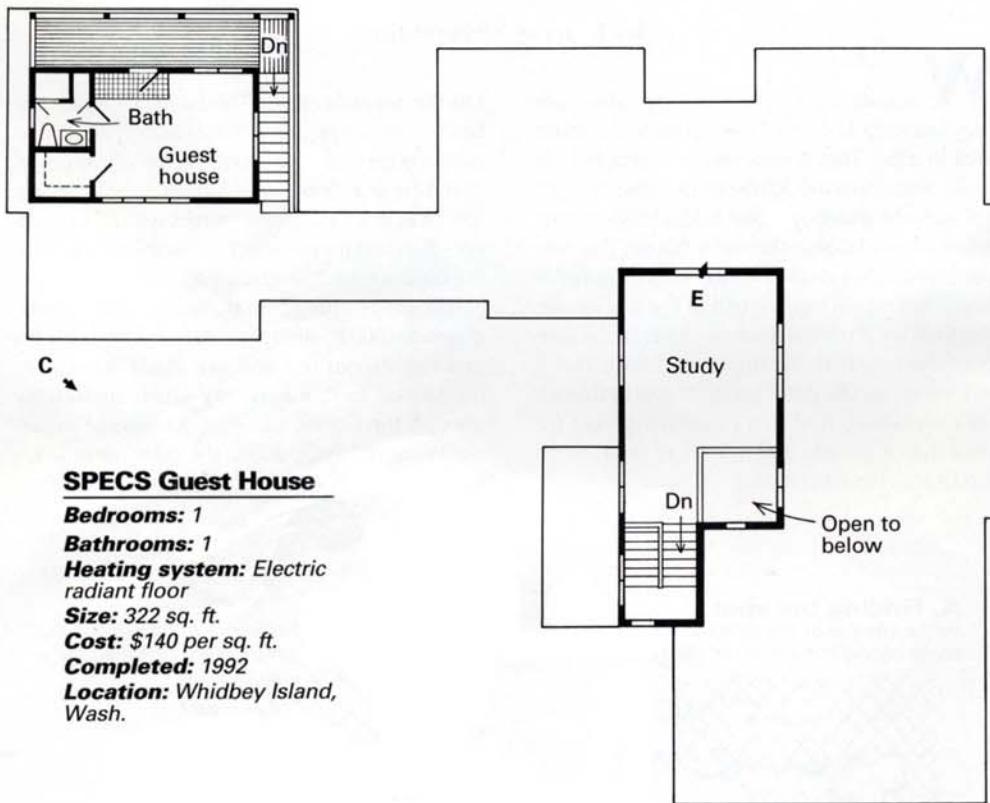 Dn
Bath
Guest
house
E
Study
C
Dn
Open to
below
SPECS Guest House
Bedrooms: 1
Bathrooms: 1
Heating system: Electric
radiant floor
Size: 322 sq. ft.
Cost: $140 per sq. ft.
Completed: 1992
Location: Whidbey Island,
Wash.